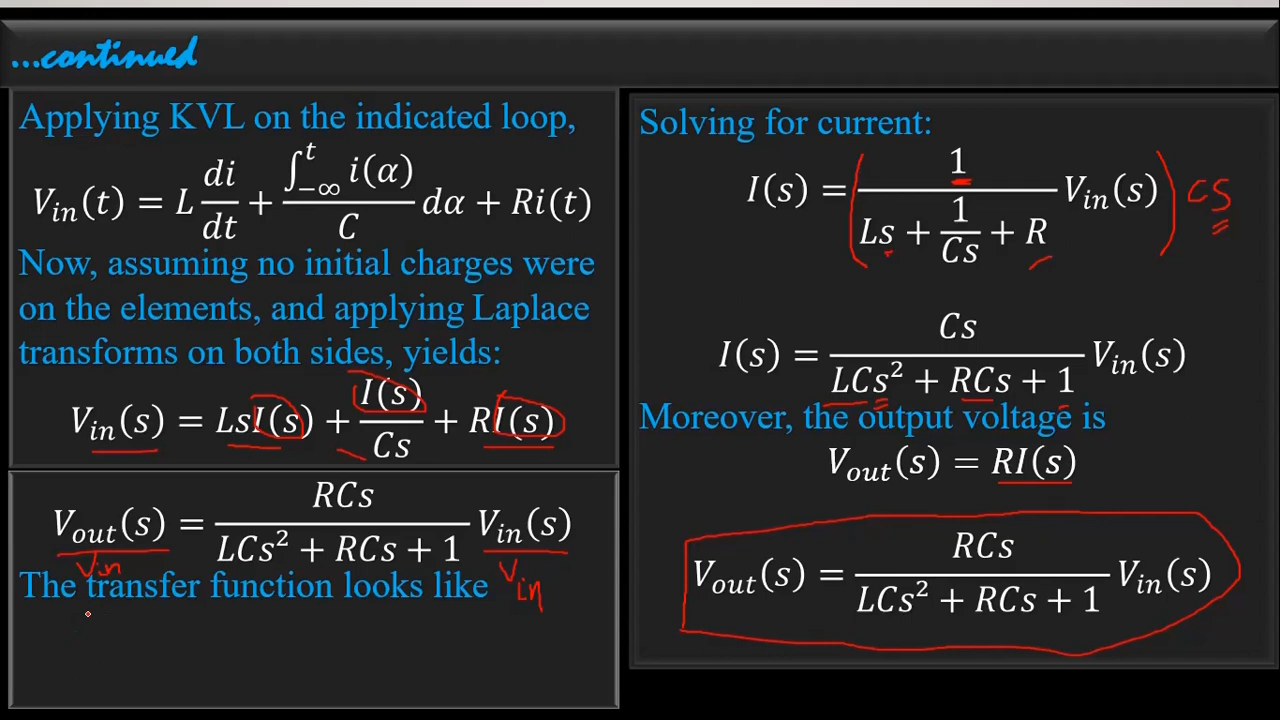 ...continued
Applying KVL on the indicated loop,
V_in(t) = L di/dt + ∫_{-∞}^{t} i(α)/C dα + Ri(t)
Now, assuming no initial charges were
on the elements, and applying Laplace
transforms on both sides, yields:
V_in(s) = LsI(s) + I(s)/Cs + RI(s)
V_out(s) = RCs/(LCs² + RCs + 1) V_in(s)
Vin Vin
The transfer function looks like
Solving for current:
I(s) = (1/(Ls + 1/Cs + R) V_in(s)) CS
I(s) = Cs/(LCs² + RCs + 1) V_in(s)
Moreover, the output voltage is
V_out(s) = RI(s)
V_out(s) = RCs/(LCs² + RCs + 1) V_in(s)